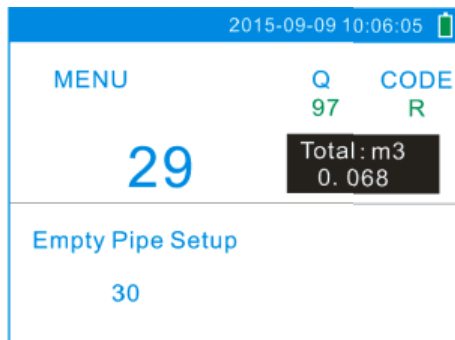 2015-09-09 10:06:05
MENU Q CODE
97 R
29
Total:m3
0. 068
Empty Pipe Setup
30